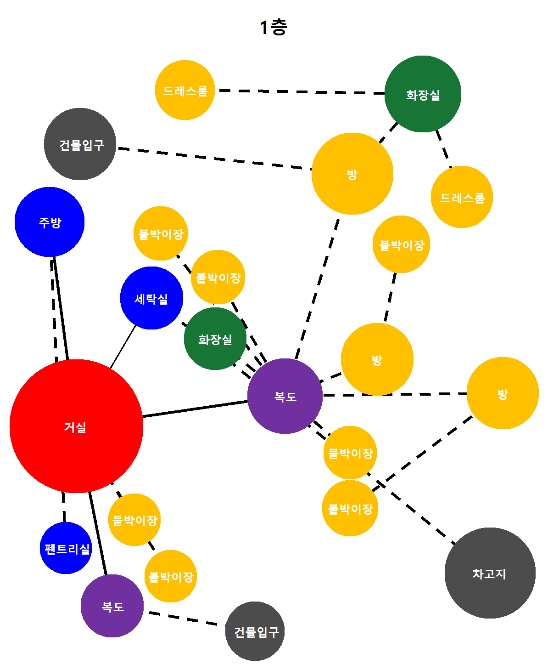 1층
드레스룸
화장실
건물입구
방
드레스룸
주방
붙박이장
붙박이장
붙박이장
세탁실
화장실
방
복도
방
거실
붙박이장
붙박이장
붙박이장
펜트리실
차고지
붙박이장
복도
건물입구